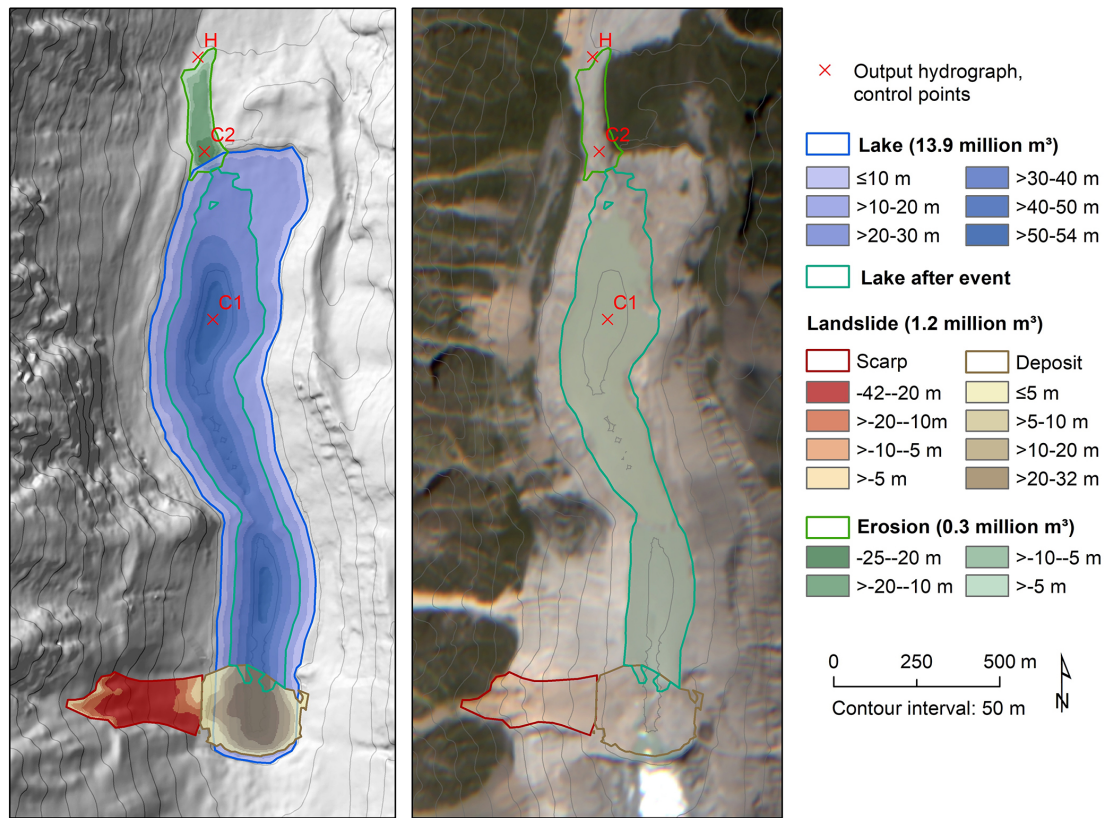 H
C2
C1
H
C2
C1
Output hydrograph,
control points
Lake (13.9 million m³)
≤10 m
>30-40 m
>10-20 m
>40-50 m
>20-30 m
>50-54 m
Lake after event
Landslide (1.2 million m³)
Scarp
Deposit
-42--20 m
≤5 m
>-20--10m
>5-10 m
>-10--5 m
>10-20 m
>-5 m
>20-32 m
Erosion (0.3 million m³)
-25--20 m
>-10--5 m
>-20--10 m
>-5 m
0 250 500 m
Contour interval: 50 m
N